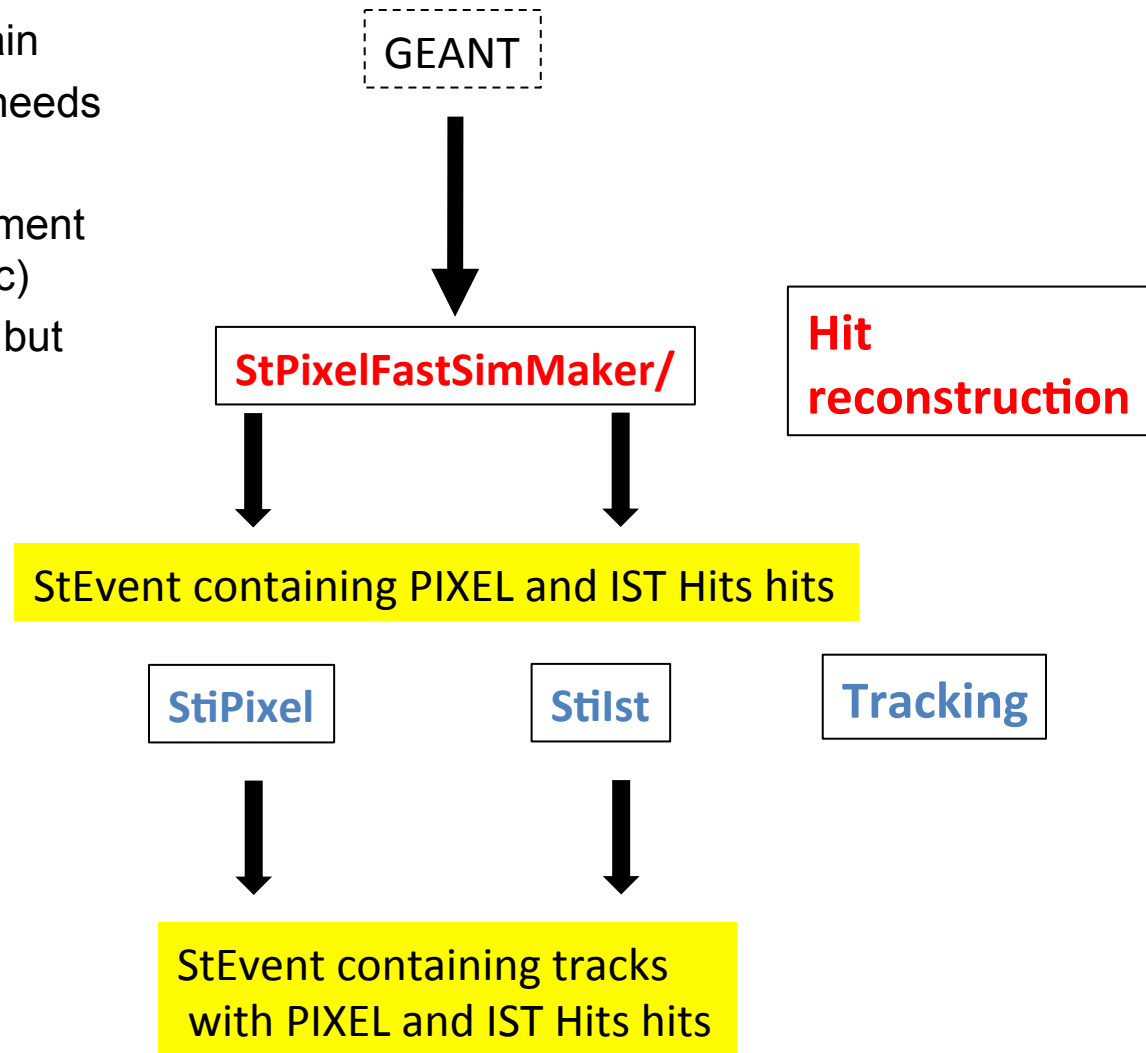 ain
needs
ment
c)
but
GEANT
StPixelFastSimMaker/
Hit
reconstruction
StEvent containing PIXEL and IST Hits hits
StiPixel
StiIst
Tracking
StEvent containing tracks
with PIXEL and IST Hits hits